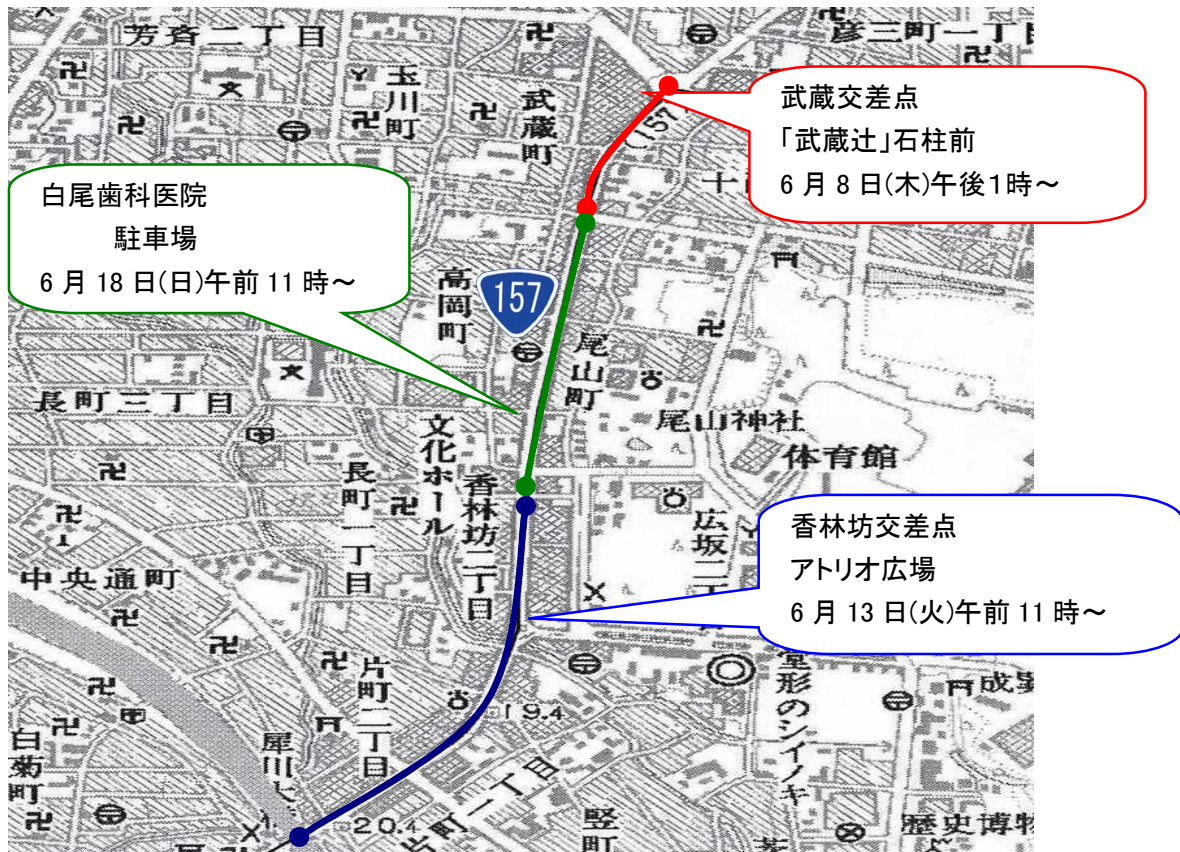 芳斉二丁目
玉川町
武蔵町
彦三町一丁目
(157)
武蔵交差点
「武蔵辻」石柱前
6月8日(木)午後1時～
白尾歯科医院
駐車場
6月18日(日)午前11時～
高岡町
157
尾山町
長町三丁目
尾山神社
体育館
文化ホール
香林坊二丁目
長町一丁目
広坂二
香林坊交差点
アトリオ広場
6月13日(火)午前11時～
中央通町
片町二丁目
19.4
堂形のシイノキ
白菊町
犀川大
20.4
片町一丁目
竪町
歴史博物